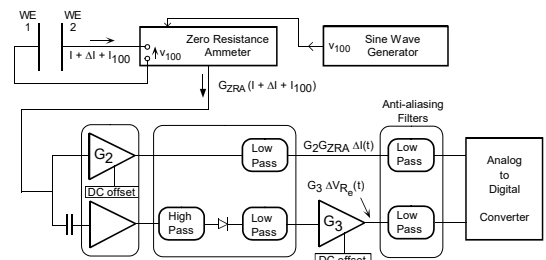 WE
1
WE
2
I + ΔI + I100
v100
Zero Resistance
Ammeter
v100
Sine Wave
Generator
GZRA (I + ΔI + I100)
Anti-aliasing
Filters
G2
DC offset
Low
Pass
G2GZRA ΔI(t)
Low
Pass
Analog
to
Digital
Converter
High
Pass
Low
Pass
G3 ΔVRe(t)
G3
DC offset
Low
Pass